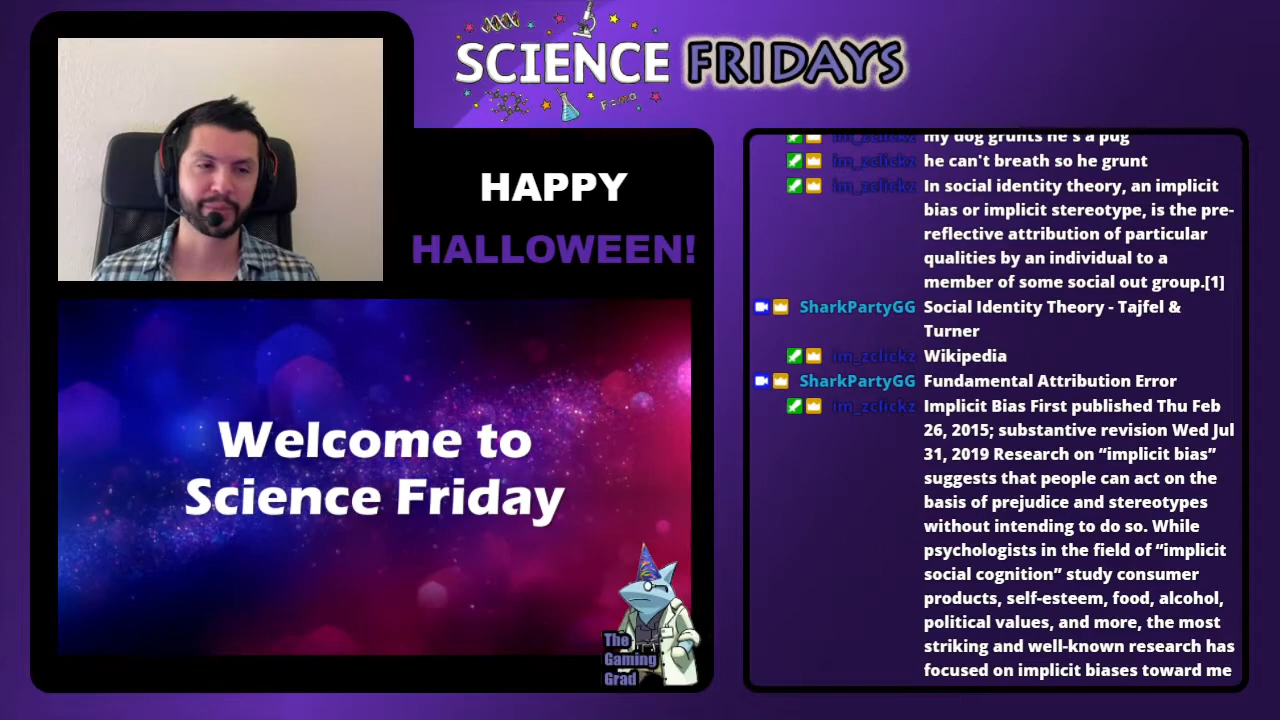 SCIENCE FRIDAYS
HAPPY
HALLOWEEN!
Welcome to
Science Friday
The
Gaming
Grad
im_zclickz my dog grunts he's a pug
im_zclickz he can't breath so he grunt
im_zclickz In social identity theory, an implicit
bias or implicit stereotype, is the pre-
reflective attribution of particular
qualities by an individual to a
member of some social out group.[1]
SharkPartyGG Social Identity Theory - Tajfel &
Turner
im_zclickz Wikipedia
SharkPartyGG Fundamental Attribution Error
im_zclickz Implicit Bias First published Thu Feb
26, 2015; substantive revision Wed Jul
31, 2019 Research on “implicit bias”
suggests that people can act on the
basis of prejudice and stereotypes
without intending to do so. While
psychologists in the field of “implicit
social cognition” study consumer
products, self-esteem, food, alcohol,
political values, and more, the most
striking and well-known research has
focused on implicit biases toward me